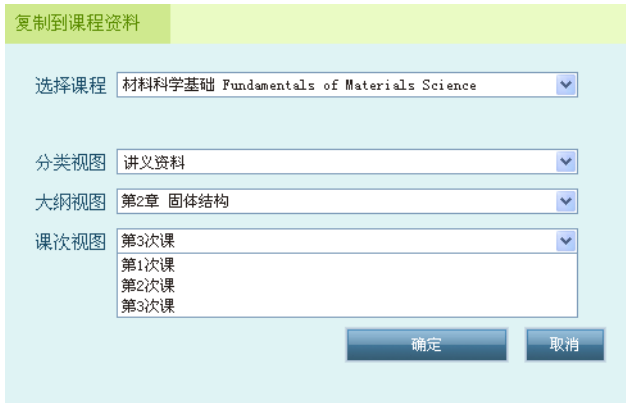 复制到课程资料
选择课程 材料科学基础 Fundamentals of Materials Science
分类视图 讲义资料
大纲视图 第2章 固体结构
课次视图 第3次课
第1次课
第2次课
第3次课
确定 取消